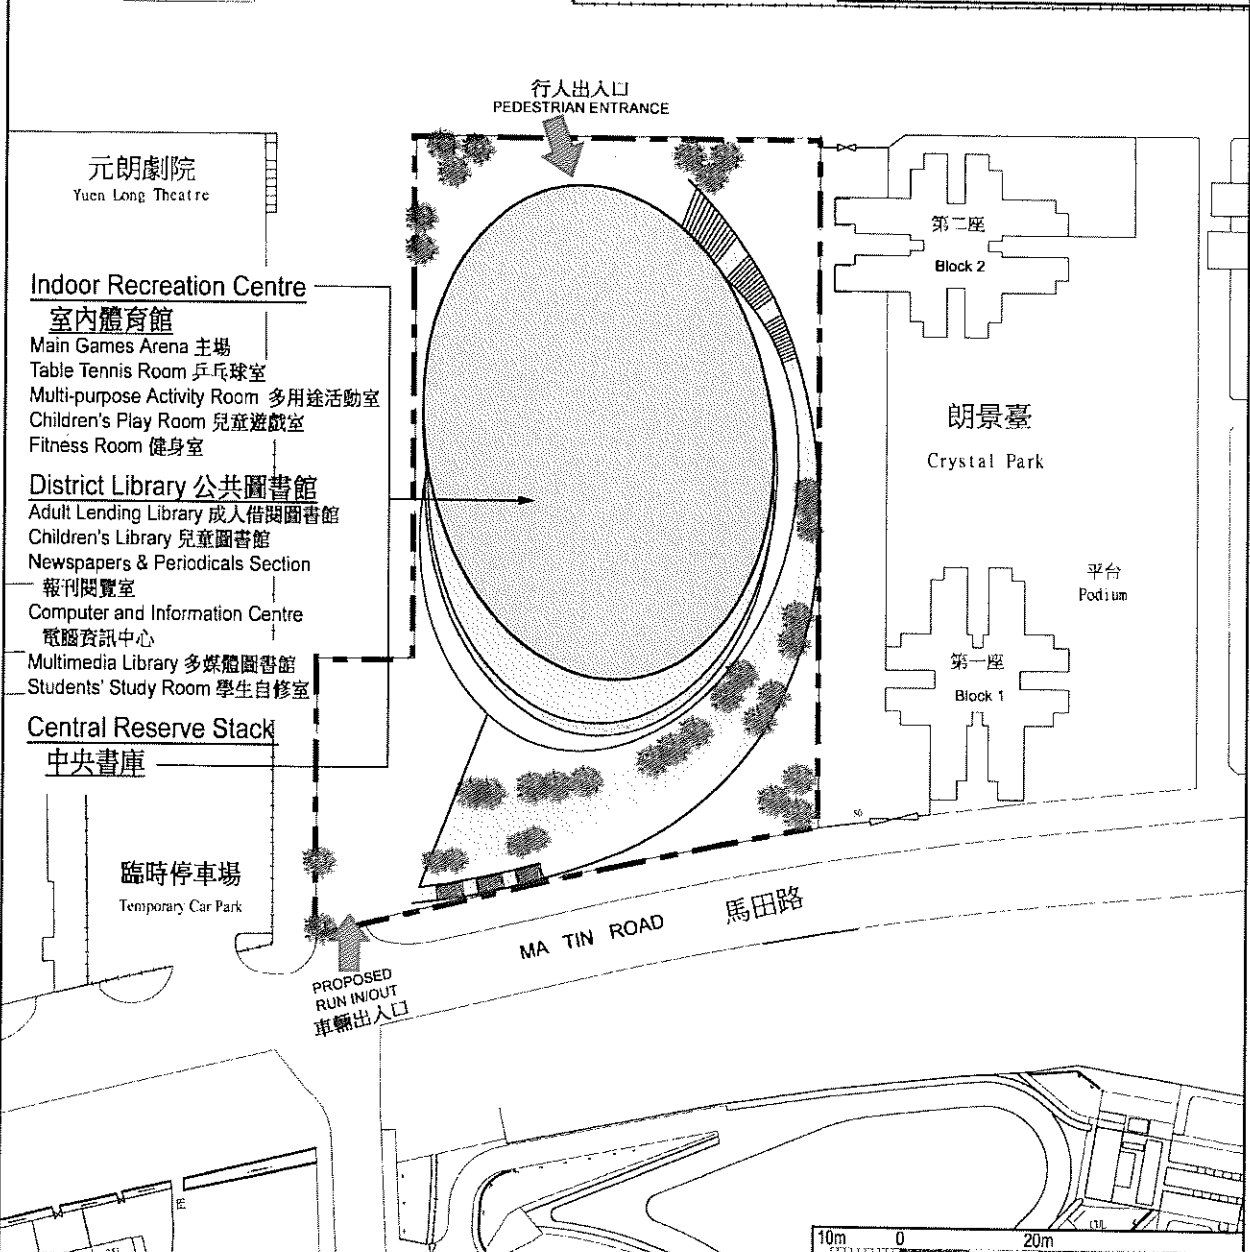 行人出入口
PEDESTRIAN ENTRANCE
元朗劇院
Yuen Long Theatre
Indoor Recreation Centre
室內體育館
Main Games Arena 主場
Table Tennis Room 乒乓球室
Multi-purpose Activity Room 多用途活動室
Children's Play Room 兒童遊戲室
Fitness Room 健身室
District Library 公共圖書館
Adult Lending Library 成人借閱圖書館
Children's Library 兒童圖書館
Newspapers & Periodicals Section
報刊閱覽室
Computer and Information Centre
電腦資訊中心
Multimedia Library 多媒體圖書館
Students' Study Room 學生自修室
Central Reserve Stack
中央書庫
第二座
Block 2
朗景臺
Crystal Park
平台
Podium
第一座
Block 1
臨時停車場
Temporary Car Park
MA TIN ROAD 馬田路
PROPOSED
RUN IN/OUT
車輛出入口
10m 0 20m